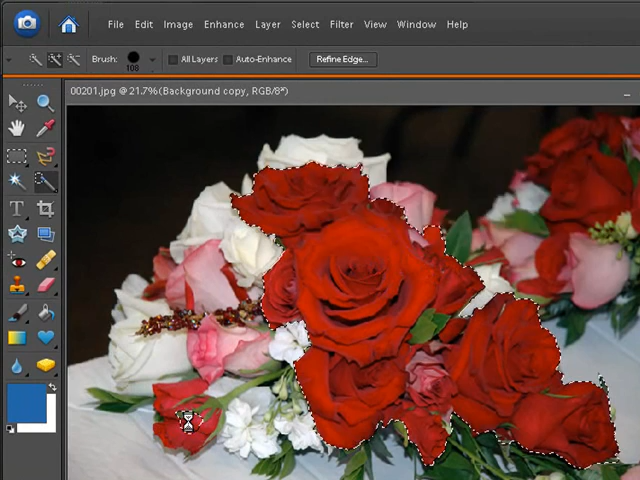 File Edit Image Enhance Layer Select Filter View Window Help
Brush: 108 All Layers Auto-Enhance Refine Edge...
00201.jpg @ 21.7%(Background copy, RGB/8*)
T